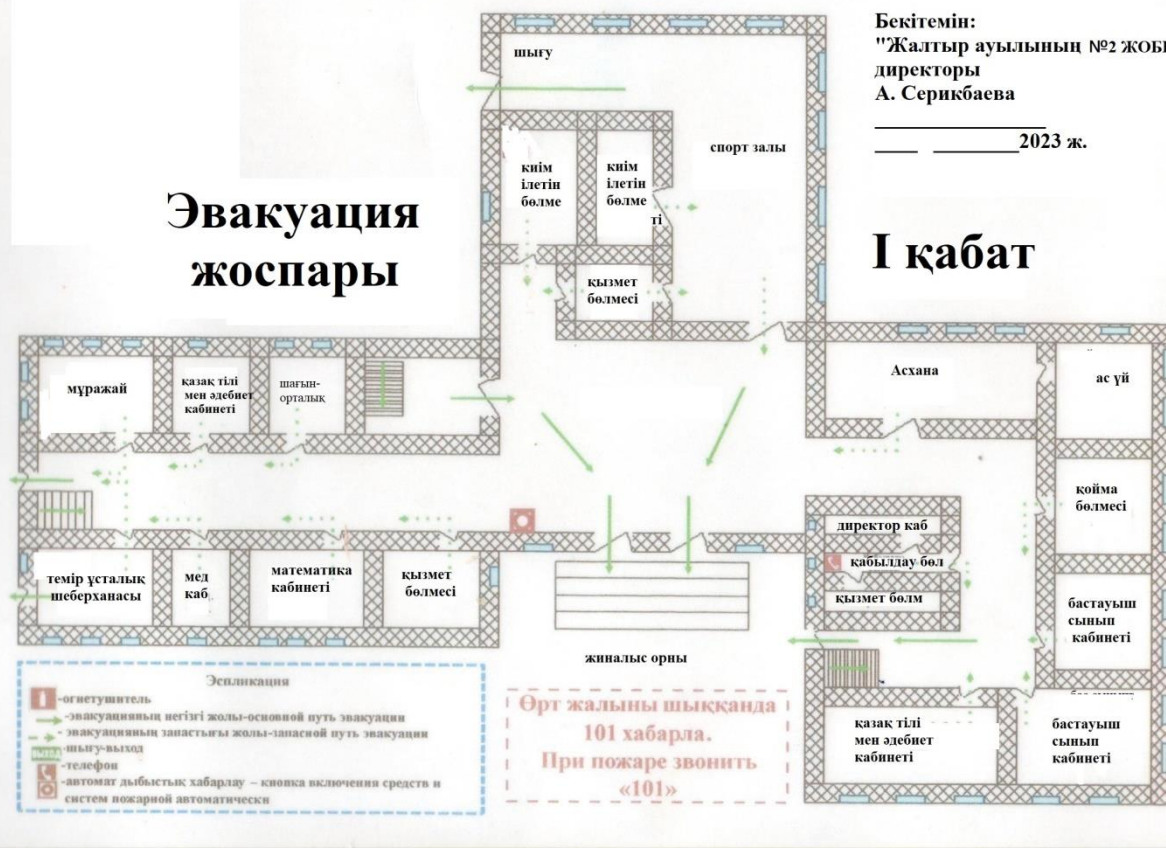 Бекітемін:
"Жалтыр ауылының №2 ЖОББ
директоры
А. Серикбаева
2023 ж.
Эвакуация
жоспары
I қабат
шығу
спорт залы
киім
ілетін
бөлме
киім
ілетін
бөлме
ті
қызмет
бөлмесі
мұражай
қазақ тілі
мен әдебиет
кабинеті
шағын-
орталық
Асхана
ас үй
қойма
бөлмесі
директор каб
қабылдау бөл
қызмет бөлм
темір ұсталық
шеберханасы
мед
каб
математика
кабинеті
қызмет
бөлмесі
бастауыш
сынып
кабинеті
жиналыс орны
қазақ тілі
мен әдебиет
кабинеті
бастауыш
сынып
кабинеті
Эспликация
-огнетушитель
-эвакуацияның негізгі жолы-основной путь эвакуации
-эвакуацияның запастығы жолы-запасной путь эвакуации
ВЫХОД -шығу-выход
-телефон
-автомат дыбыстық хабарлау – кнопка включения средств и
систем пожарной автоматически
Өрт жалыны шыққанда
101 хабарла.
При пожаре звонить
«101»